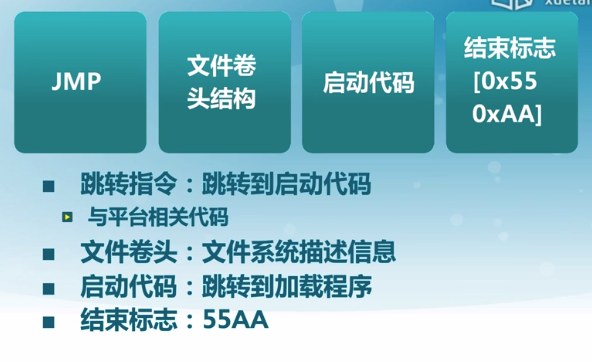 JMP
文件卷
头结构
启动代码
结束标志
[0x55
0xAA]
跳转指令：跳转到启动代码
与平台相关代码
文件卷头：文件系统描述信息
启动代码：跳转到加载程序
结束标志：55AA